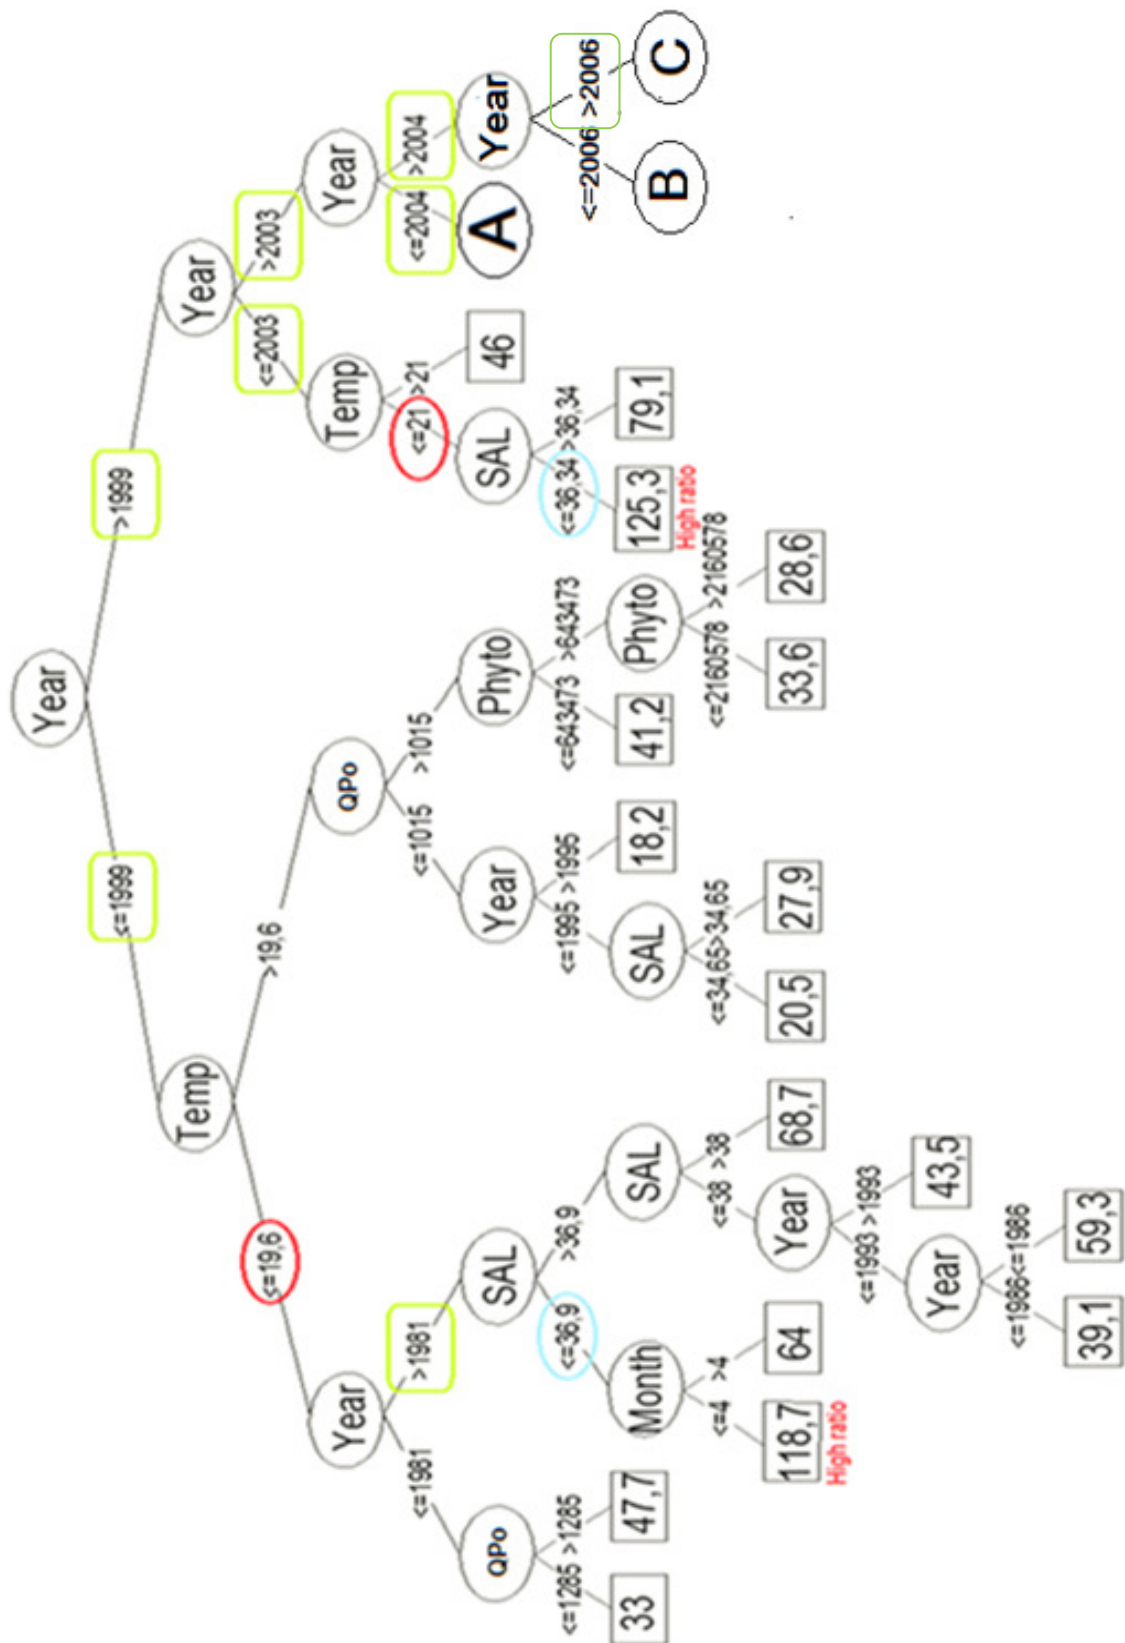 Year
<=1999
>1999
Temp
Year
<=19,6
>19,6
<=2003
>2003
Year
QPo
Temp
Year
<=1981
>1981
<=1015
>1015
<=21
>21
<=2004
>2004
QPo
SAL
Year
Phyto
SAL
46
A
Year
<=1285
>1285
<=36,9
>36,9
<=1995
>1995
<=643473
>643473
<=36,34
>36,34
<=2006
>2006
33
47,7
Month
SAL
SAL
18,2
41,2
Phyto
125,3
79,1
B
C
High ratio
<=4
>4
<=38
>38
<=34,65
>34,65
<=2160578
>2160578
118,7
64
Year
68,7
20,5
27,9
33,6
28,6
High ratio
<=1993
>1993
Year
43,5
<=1986
<=1986
39,1
59,3